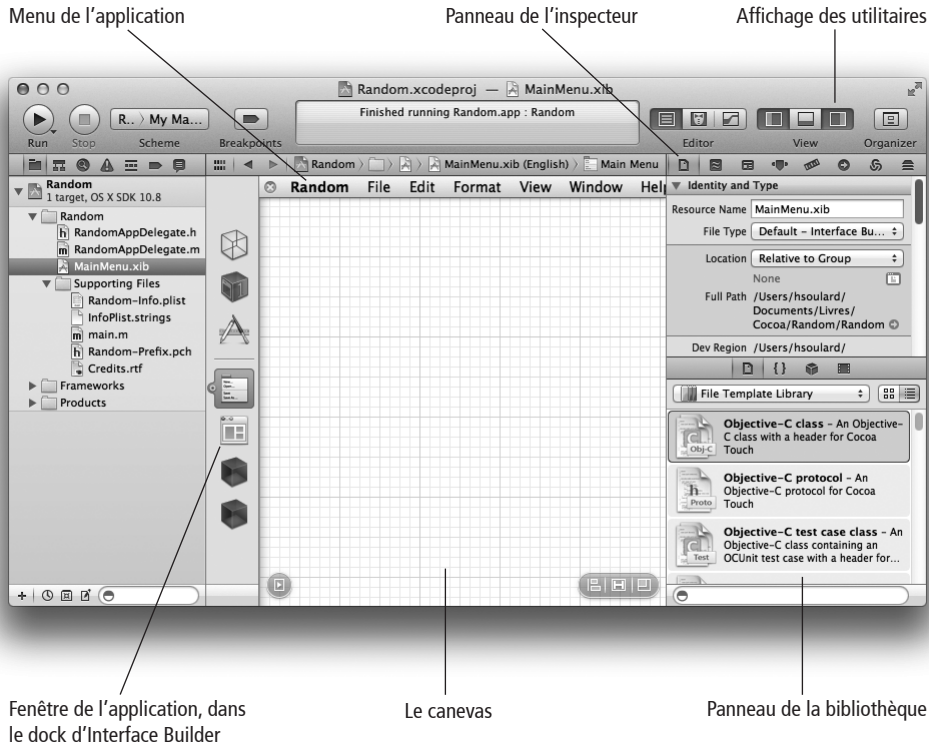 Menu de l’application
Panneau de l’inspecteur
Affichage des utilitaires
Random.xcodeproj — MainMenu.xib
R.. 〉 My Ma...
Finished running Random.app : Random
Run Stop Scheme Breakpoints
Editor View Organizer
Random 〉 〉 〉 MainMenu.xib (English) 〉 Main Menu
Random
1 target, OS X SDK 10.8
Random
RandomAppDelegate.h
RandomAppDelegate.m
MainMenu.xib
Supporting Files
Random-Info.plist
InfoPlist.strings
main.m
Random-Prefix.pch
Credits.rtf
Frameworks
Products
Random File Edit Format View Window Help
Identity and Type
Resource Name MainMenu.xib
File Type Default – Interface Bu...
Location Relative to Group
None
Full Path /Users/hsoulard/
Documents/Livres/
Cocoa/Random/Random
Dev Region /Users/hsoulard/
{ }
File Template Library
Obj-C
Objective-C class – An Objective-
C class with a header for Cocoa
Touch
Proto
Objective-C protocol – An
Objective-C protocol for Cocoa
Touch
Test
Objective-C test case class – An
Objective-C class containing an
OCUnit test case with a header for...
Fenêtre de l’application, dans
le dock d’Interface Builder
Le canevas
Panneau de la bibliothèque